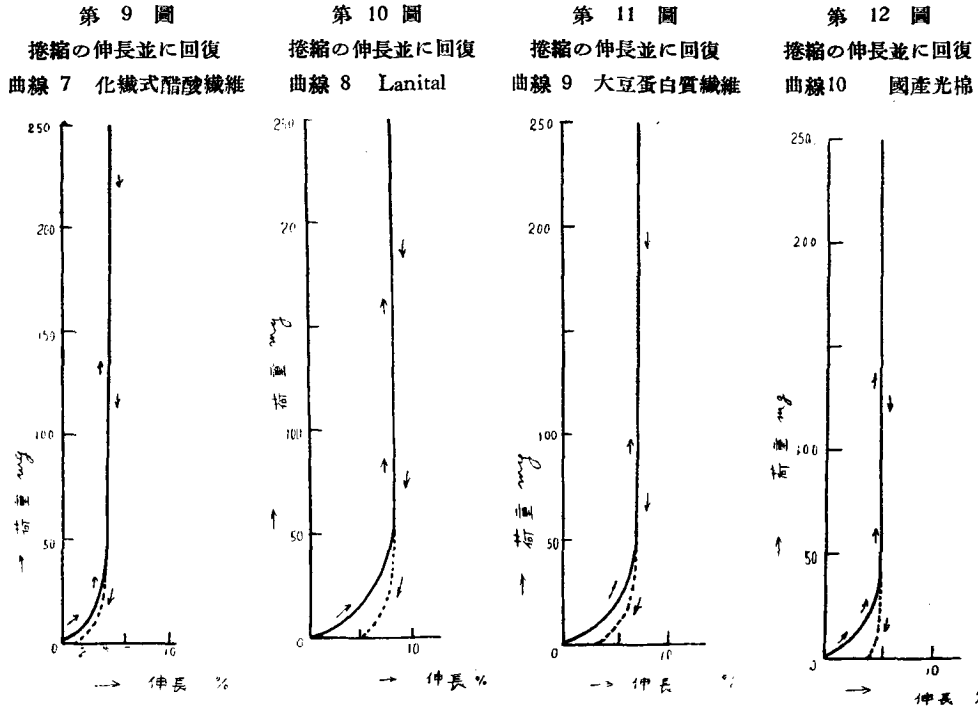 第 9 圖
捲縮の伸長並に回復
曲線 7 化繊式醋酸繊維
250
200
150
100
50
0
10
→ 荷重 mg
→ 伸長 %
第 10 圖
捲縮の伸長並に回復
曲線 8 Lanital
250
20
100
50
0
10
→ 荷重 mg
→ 伸長 %
第 11 圖
捲縮の伸長並に回復
曲線 9 大豆蛋白質繊維
250
200
100
50
0
10
→ 荷重 mg
→ 伸長 %
第 12 圖
捲縮の伸長並に回復
曲線10 國產光棉
250
200
100
50
0
10
→ 荷重 mg
→ 伸長 %